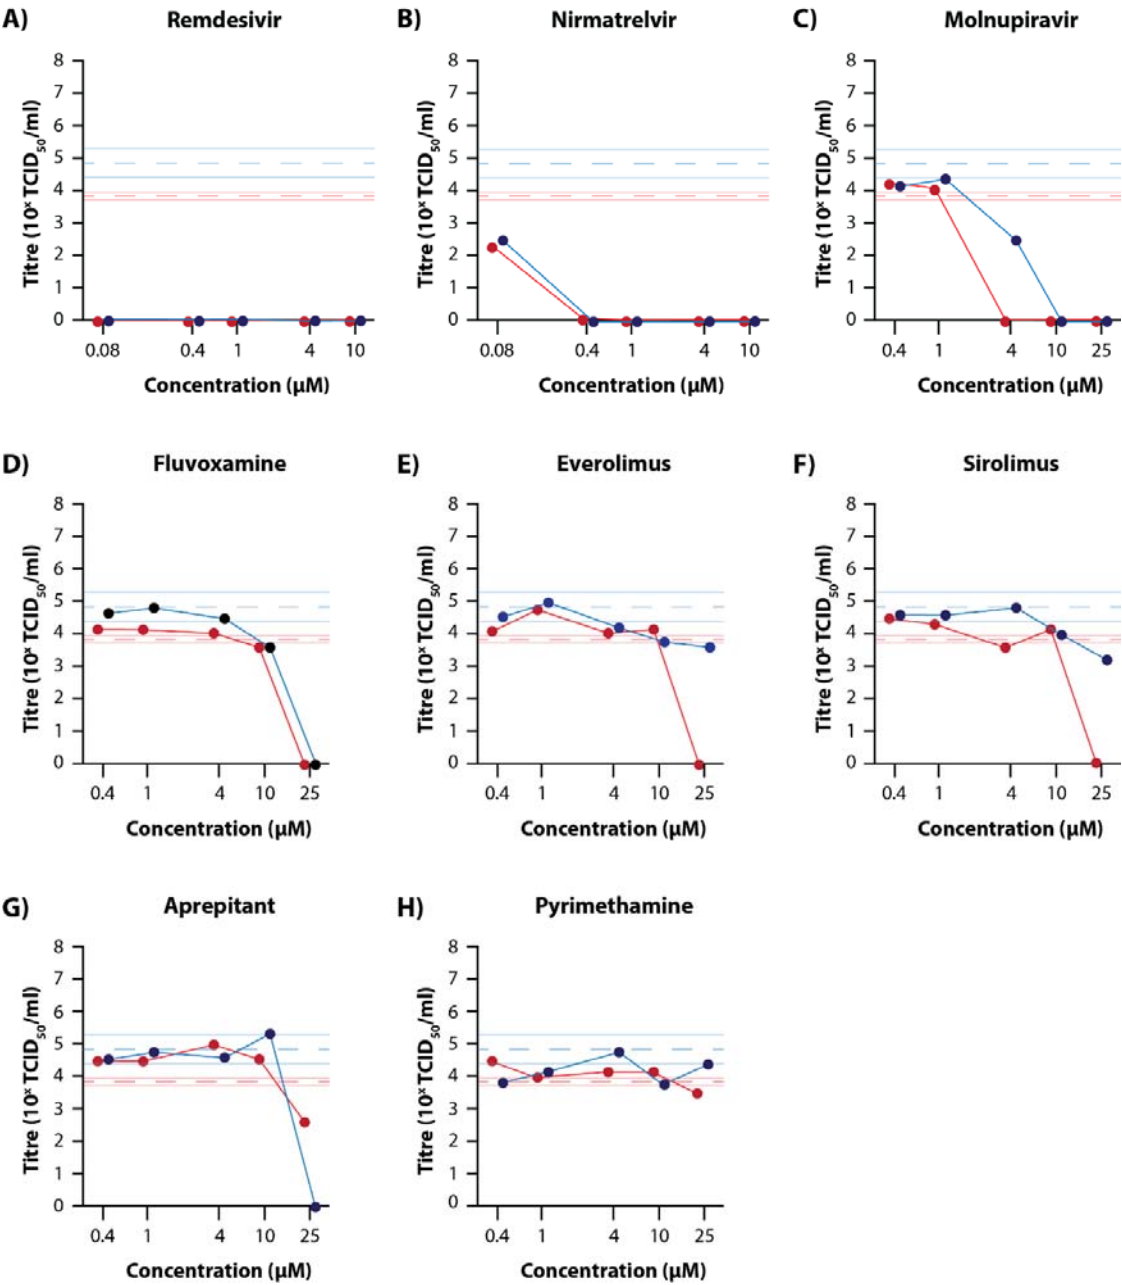 A) Remdesivir
8
7
6
5
4
3
2
1
0
Titre (10ˣ TCID₅₀/ml)
0.08 0.4 1 4 10
Concentration (μM)
B) Nirmatrelvir
8
7
6
5
4
3
2
1
0
Titre (10ˣ TCID₅₀/ml)
0.08 0.4 1 4 10
Concentration (μM)
C) Molnupiravir
8
7
6
5
4
3
2
1
0
Titre (10ˣ TCID₅₀/ml)
0.4 1 4 10 25
Concentration (μM)
D) Fluvoxamine
8
7
6
5
4
3
2
1
0
Titre (10ˣ TCID₅₀/ml)
0.4 1 4 10 25
Concentration (μM)
E) Everolimus
8
7
6
5
4
3
2
1
0
Titre (10ˣ TCID₅₀/ml)
0.4 1 4 10 25
Concentration (μM)
F) Sirolimus
8
7
6
5
4
3
2
1
0
Titre (10ˣ TCID₅₀/ml)
0.4 1 4 10 25
Concentration (μM)
G) Aprepitant
8
7
6
5
4
3
2
1
0
Titre (10ˣ TCID₅₀/ml)
0.4 1 4 10 25
Concentration (μM)
H) Pyrimethamine
8
7
6
5
4
3
2
1
0
Titre (10ˣ TCID₅₀/ml)
0.4 1 4 10 25
Concentration (μM)